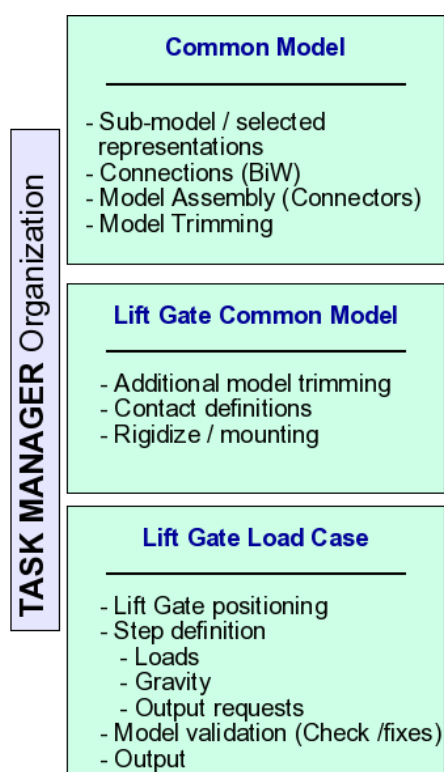 TASK MANAGER Organization
Common Model
- Sub-model / selected
representations
- Connections (BiW)
- Model Assembly (Connectors)
- Model Trimming
Lift Gate Common Model
- Additional model trimming
- Contact definitions
- Rigidize / mounting
Lift Gate Load Case
- Lift Gate positioning
- Step definition
- Loads
- Gravity
- Output requests
- Model validation (Check /fixes)
- Output